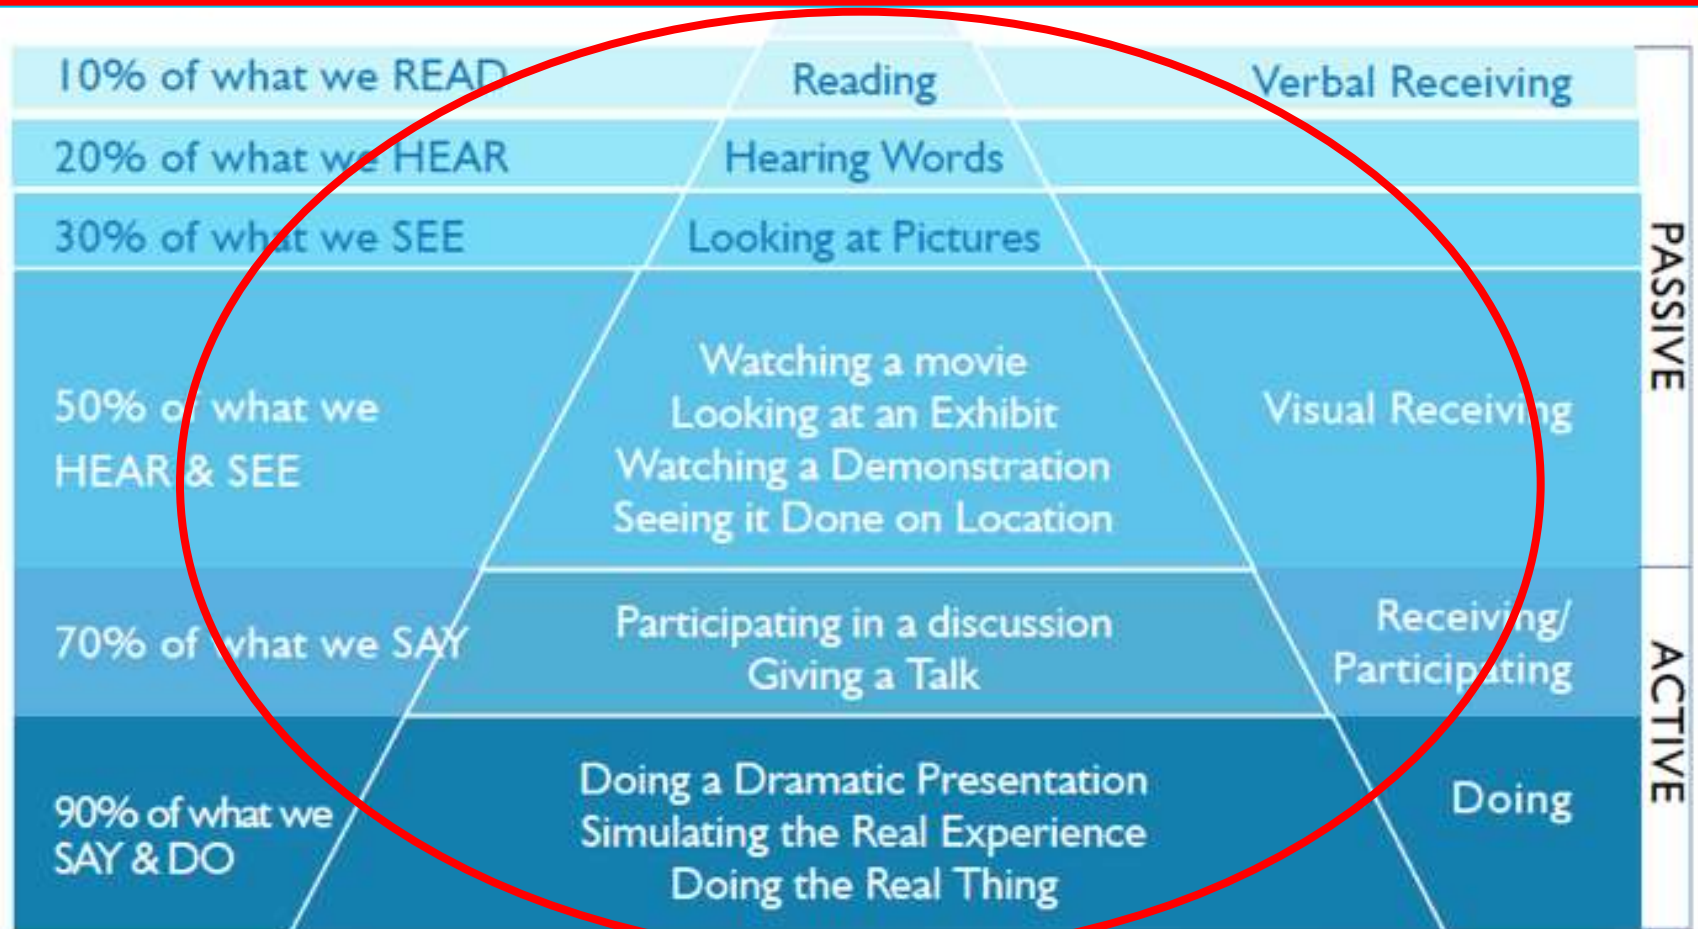 10% of what we READ
Reading
Verbal Receiving
20% of what we HEAR
Hearing Words
30% of what we SEE
Looking at Pictures
50% of what we
HEAR & SEE
Watching a movie
Looking at an Exhibit
Watching a Demonstration
Seeing it Done on Location
Visual Receiving
PASSIVE
70% of what we SAY
Participating in a discussion
Giving a Talk
Receiving/
Participating
90% of what we
SAY & DO
Doing a Dramatic Presentation
Simulating the Real Experience
Doing the Real Thing
Doing
ACTIVE